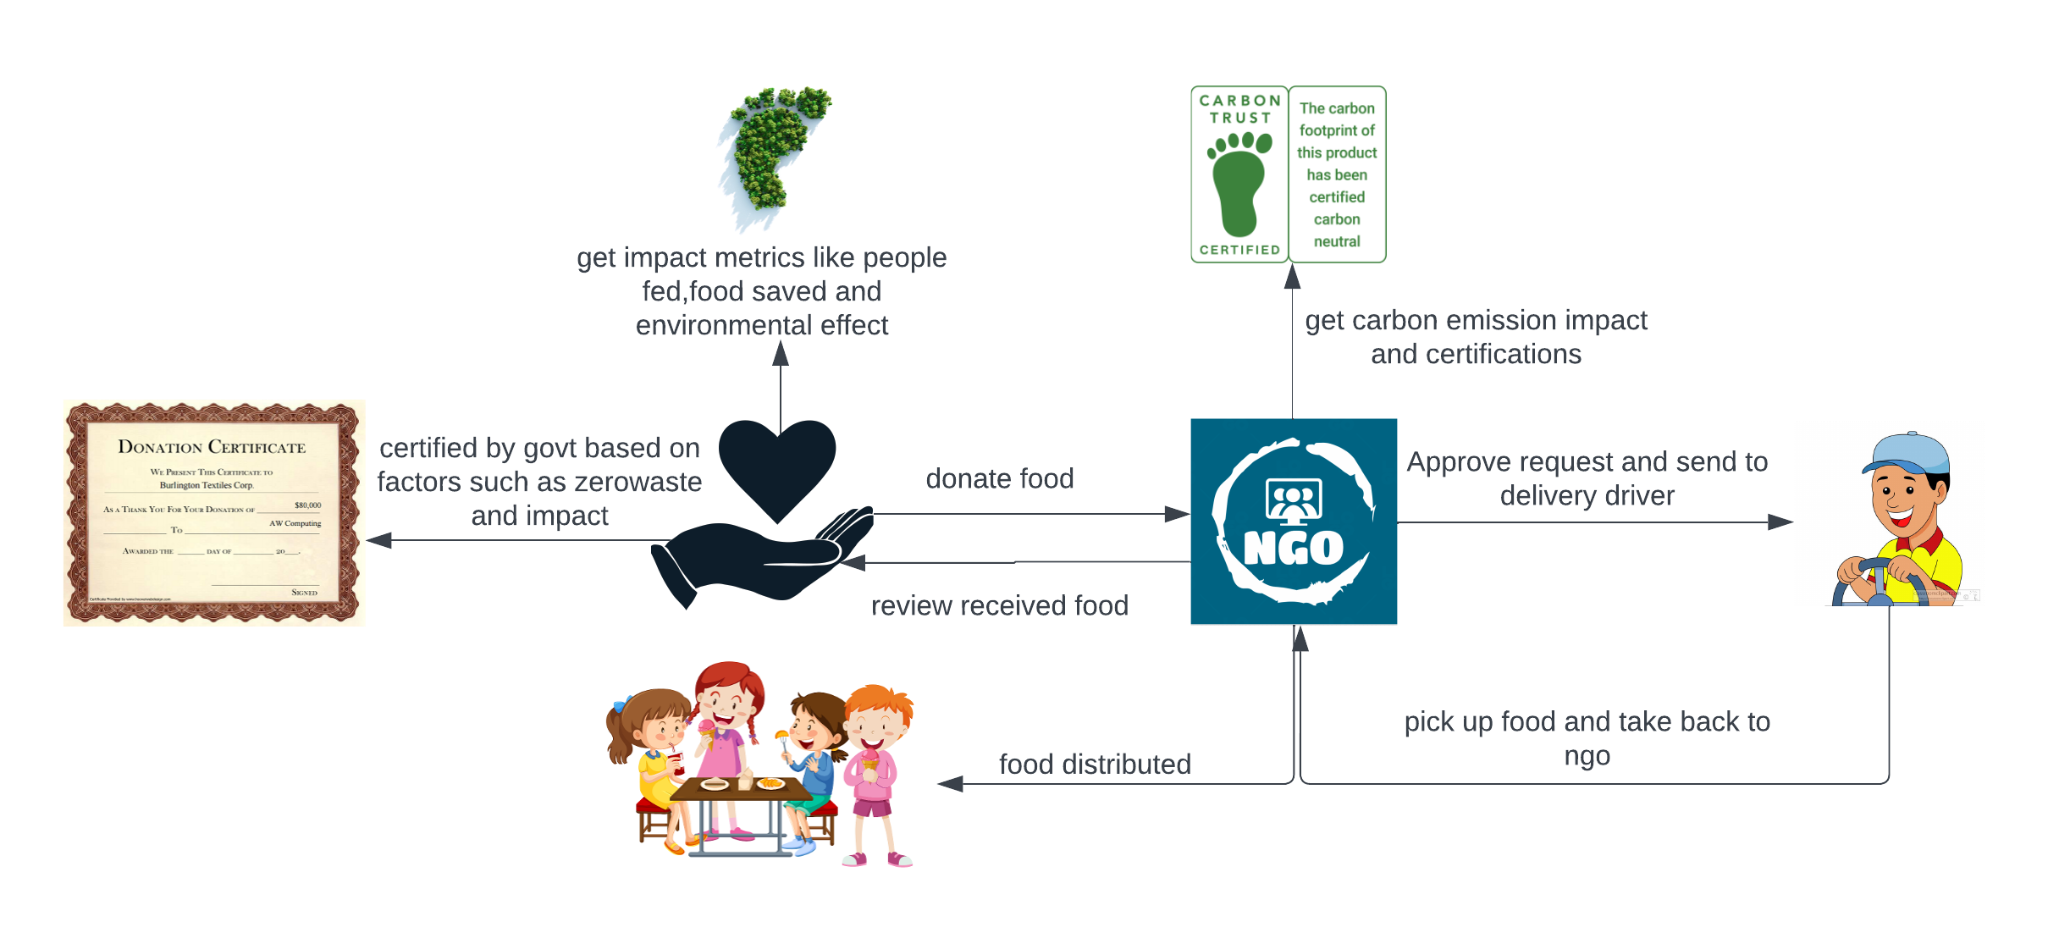 CARBON
TRUST
CERTIFIED
The carbon
footprint of
this product
has been
certified
carbon
neutral
get impact metrics like people
fed,food saved and
environmental effect
get carbon emission impact
and certifications
DONATION CERTIFICATE
WE PRESENT THIS CERTIFICATE TO
Burlington Textiles Corp.
AS A THANK YOU FOR YOUR DONATION OF $80,000
TO AW Computing
AWARDED THE ______ DAY OF ________ 20___.
SIGNED
certified by govt based on
factors such as zerowaste
and impact
donate food
review received food
NGO
Approve request and send to
delivery driver
food distributed
pick up food and take back to
ngo